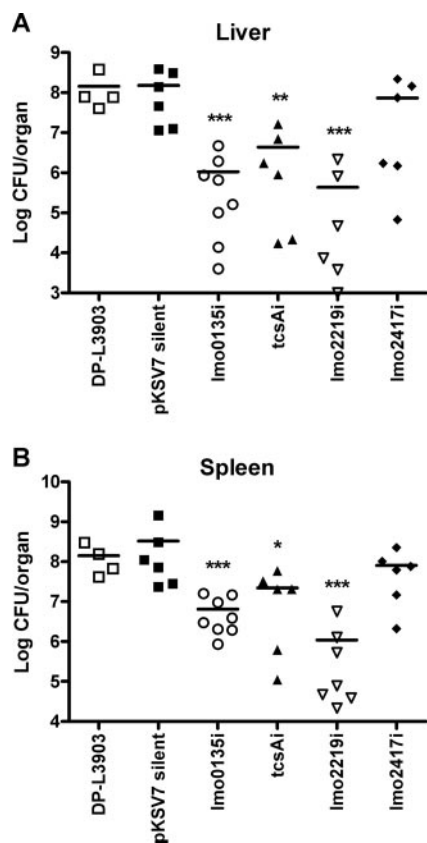 A
Liver
Log CFU/organ
9
8
7
6
5
4
3
***
**
***
DP-L3903
pKSV7 silent
lmo0135i
tcsAi
lmo2219i
lmo2417i
B
Spleen
Log CFU/organ
10
9
8
7
6
5
4
***
*
***
DP-L3903
pKSV7 silent
lmo0135i
tcsAi
lmo2219i
lmo2417i